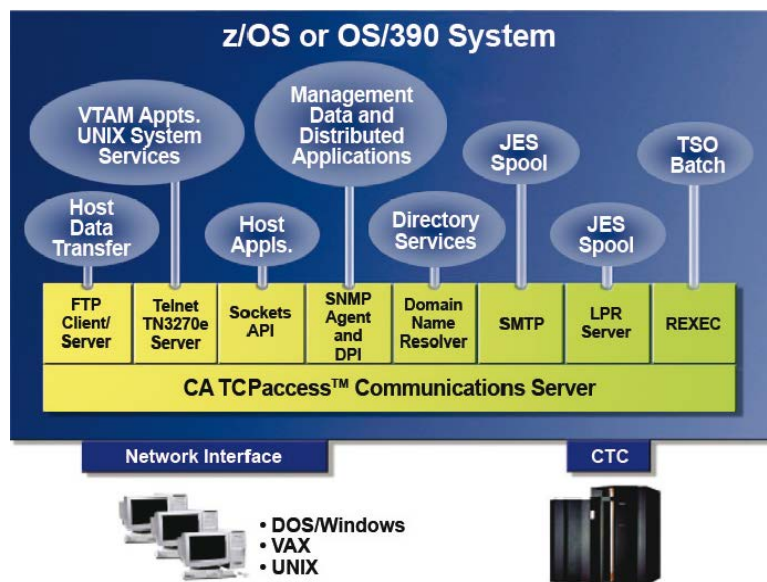 z/OS or OS/390 System
VTAM Appts.
UNIX System
Services
Management
Data and
Distributed
Applications
JES
Spool
TSO
Batch
Host
Data
Transfer
Host
Appls.
Directory
Services
JES
Spool
FTP
Client/
Server
Telnet
TN3270e
Server
Sockets
API
SNMP
Agent
and
DPI
Domain
Name
Resolver
SMTP
LPR
Server
REXEC
CA TCPaccess™ Communications Server
Network Interface
CTC
• DOS/Windows
• VAX
• UNIX